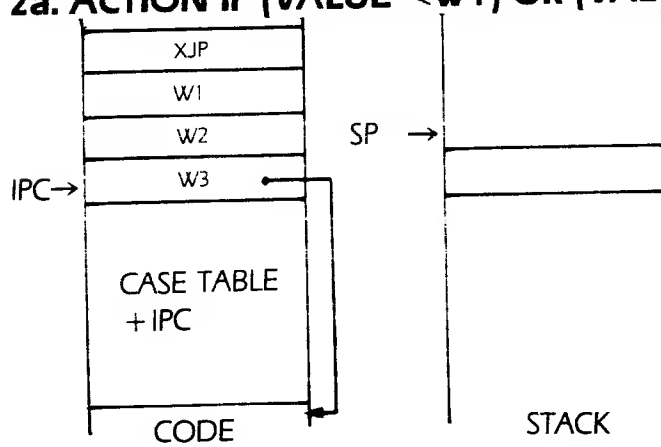 2a. ACTION IF (VALUE <W1) OR (VAL
XJP
W1
W2
W3
IPC→
CASE TABLE
+ IPC
CODE
SP →
STACK